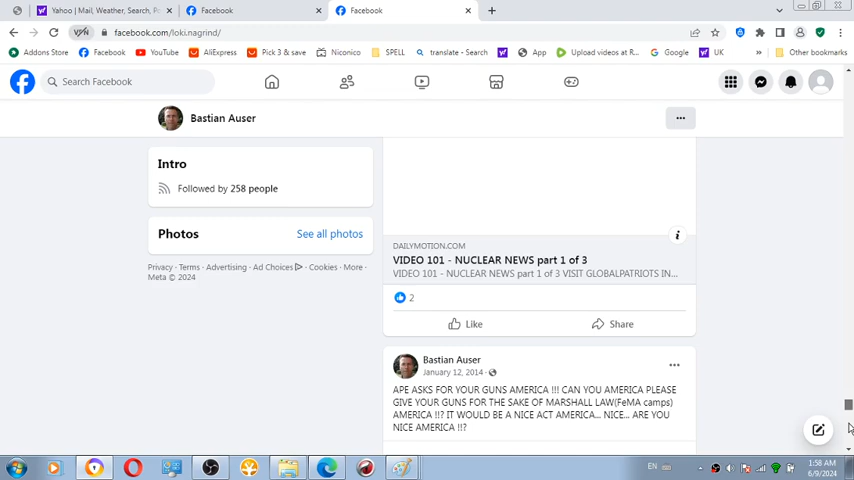 Yahoo | Mail, Weather, Search, Po
Facebook
Facebook
facebook.com/loki.nagrind/
Addons Store
Facebook
YouTube
AliExpress
Pick 3 & save
Niconico
SPELL
translate - Search
App
Upload videos at R...
Google
UK
Other bookmarks
Search Facebook
Bastian Auser
Intro
Followed by 258 people
Photos
See all photos
Privacy · Terms · Advertising · Ad Choices · Cookies · More ·
Meta © 2024
DAILYMOTION.COM
VIDEO 101 - NUCLEAR NEWS part 1 of 3
VIDEO 101 - NUCLEAR NEWS part 1 of 3 VISIT GLOBALPATRIOTS IN...
2
Like
Share
Bastian Auser
January 12, 2014 ·
APE ASKS FOR YOUR GUNS AMERICA !!! CAN YOU AMERICA PLEASE
GIVE YOUR GUNS FOR THE SAKE OF MARSHALL LAW(FeMA camps)
AMERICA !!? IT WOULD BE A NICE ACT AMERICA... NICE... ARE YOU
NICE AMERICA !!?
EN
1:58 AM
6/9/2024